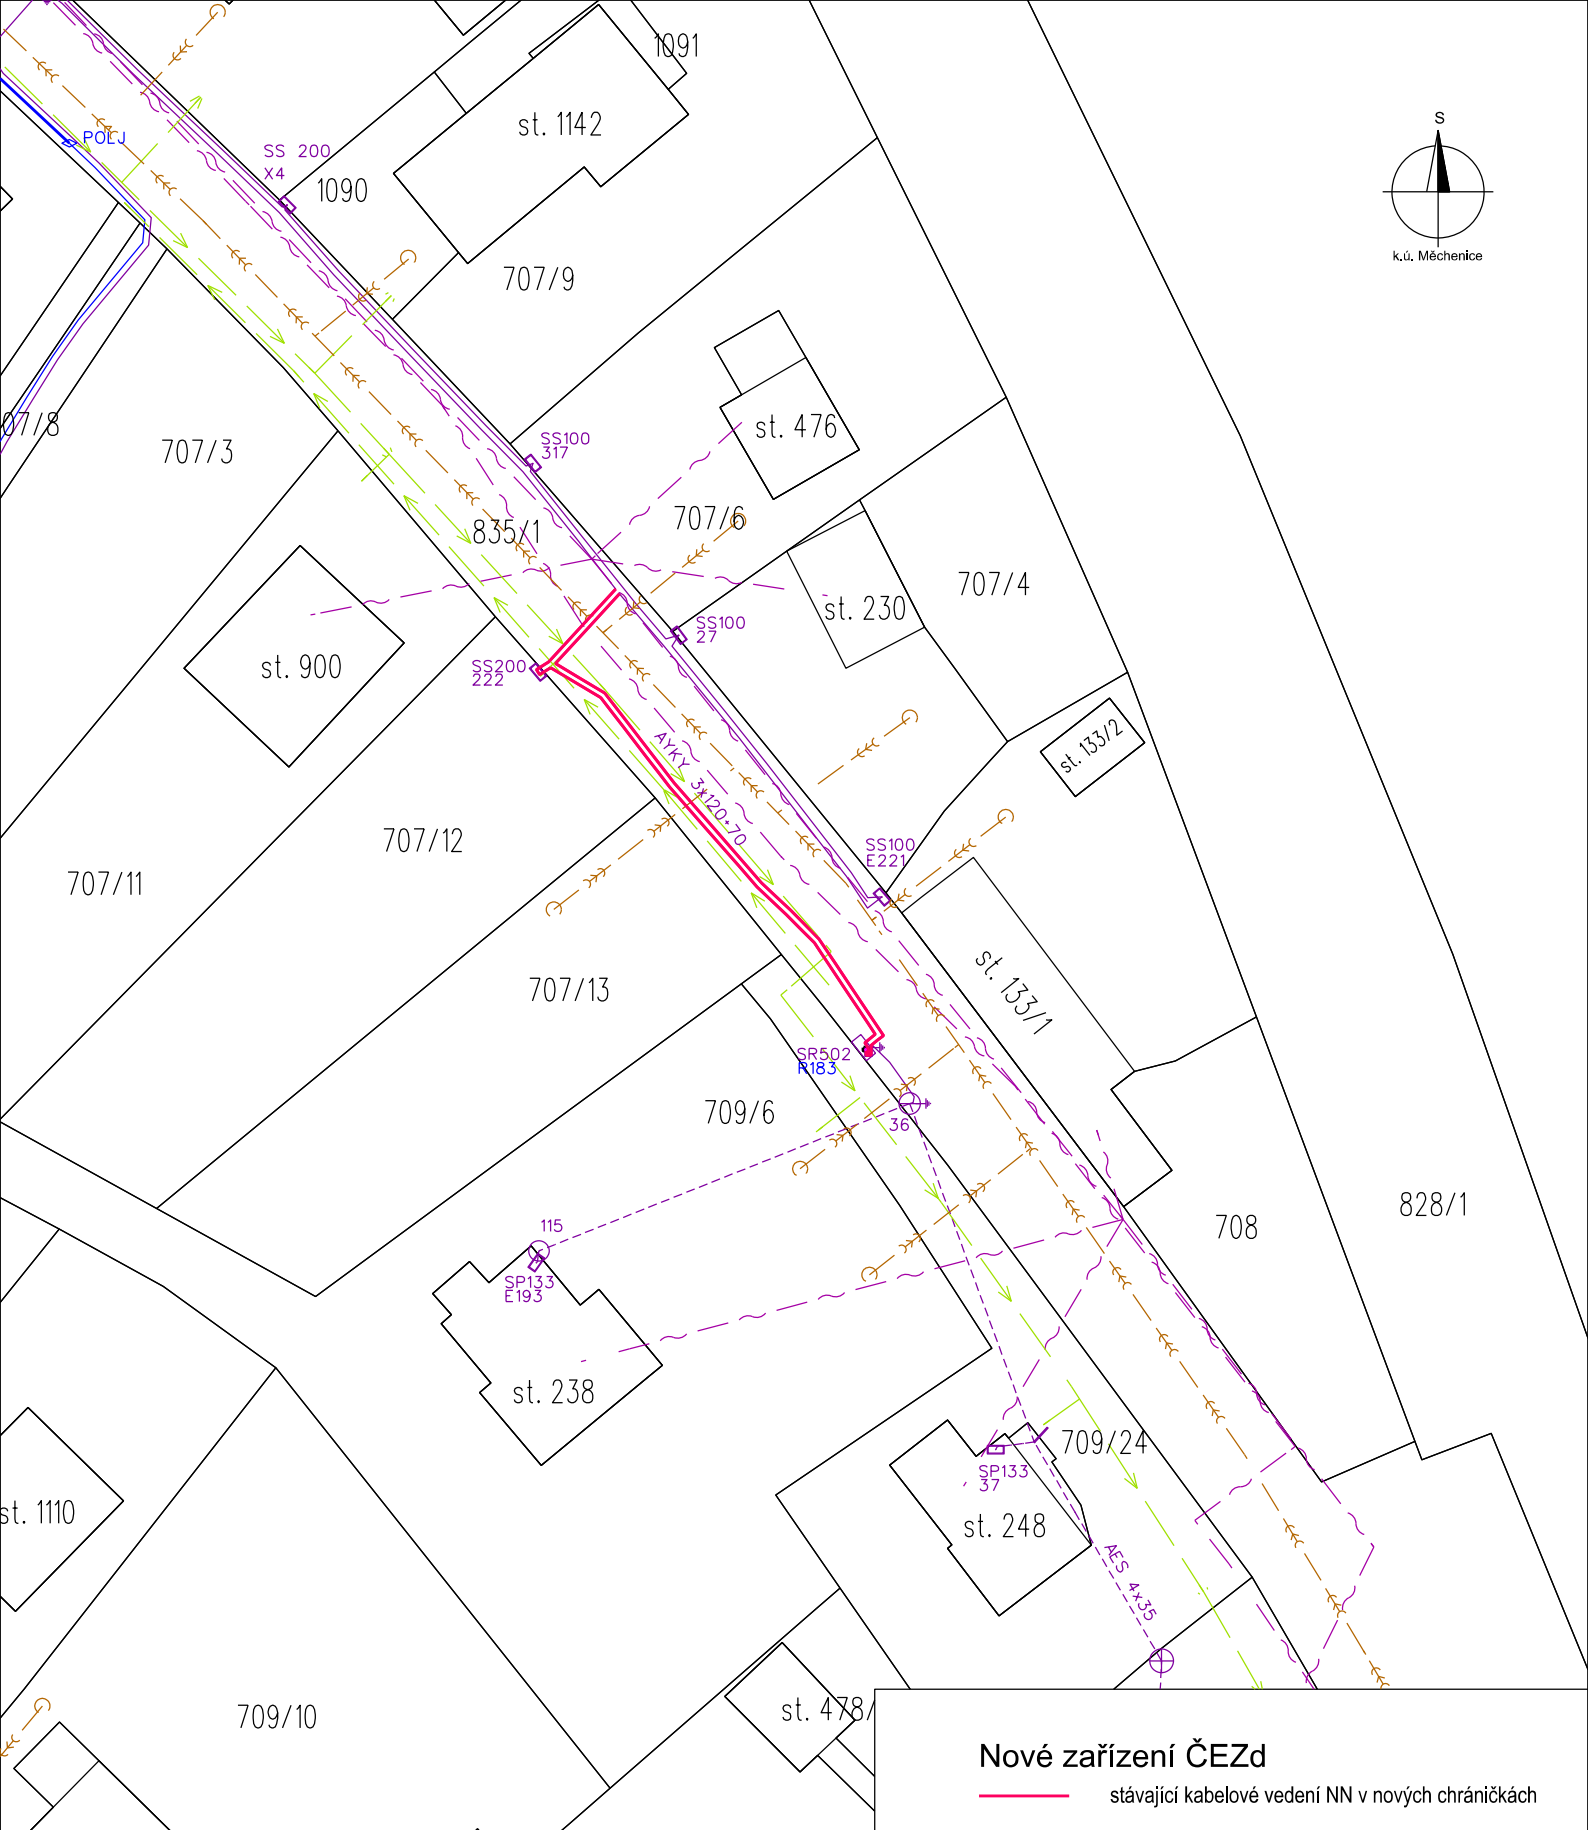 1091
st. 1142
S
POLJ
SS 200
X4
1090
k.ú. Měchenice
707/9
07/8
707/3
SS100
317
st. 476
835/1
707/6
707/4
st. 230
SS100
27
st. 900
SS200
222
AYKY 3x120+70
st. 133/2
707/12
SS100
E221
707/11
st. 133/1
707/13
SR502
R183
709/6
36
828/1
708
115
SP133
E193
st. 238
709/24
SP133
37
st. 1110
st. 248
AES 4x35
709/10
st. 478/
Nové zařízení ČEZd
stávající kabelové vedení NN v nových chráničkách